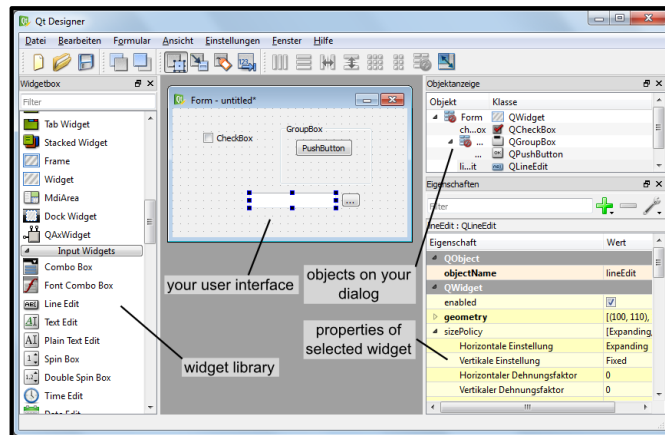 Qt Designer
Datei Bearbeiten Formular Ansicht Einstellungen Fenster Hilfe
Widgetbox
Filter
Tab Widget
Stacked Widget
Frame
Widget
MdiArea
Dock Widget
QAxWidget
Input Widgets
Combo Box
Font Combo Box
Line Edit
Text Edit
Plain Text Edit
Spin Box
Double Spin Box
Time Edit
Form - untitled*
CheckBox
GroupBox
PushButton
...
your user interface
objects on your
dialog
properties of
selected widget
widget library
Objektanzeige
Objekt Klasse
Form QWidget
ch...ox QCheckBox
... QGroupBox
... QPushButton
li...it QLineEdit
Eigenschaften
Filter
lineEdit : QLineEdit
Eigenschaft Wert
QObject
objectName lineEdit
QWidget
enabled
geometry [(100, 110),
sizePolicy [Expanding,
Horizontale Einstellung Expanding
Vertikale Einstellung Fixed
Horizontaler Dehnungsfaktor 0
Vertikaler Dehnungsfaktor 0